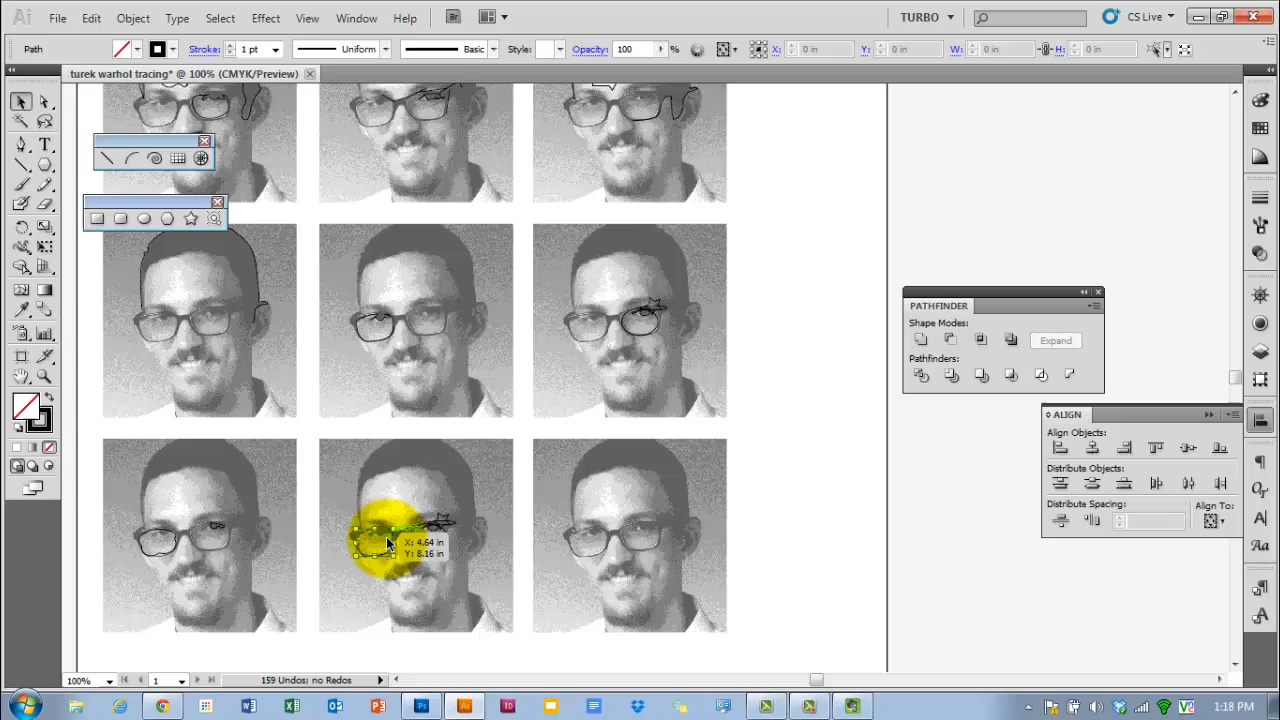 Ai File Edit Object Type Select Effect View Window Help Br TURBO CS Live
Path Stroke: 1 pt Uniform Basic Style: Opacity: 100 % X: 0 in Y: 0 in W: 0 in H: 0 in
turek warhol tracing* @ 100% (CMYK/Preview)
PATHFINDER
Shape Modes:
Expand
Pathfinders:
ALIGN
Align Objects:
Distribute Objects:
Distribute Spacing: Align To:
X: 4.64 in
Y: 8.16 in
100% 1 159 Undos; no Redos
1:18 PM